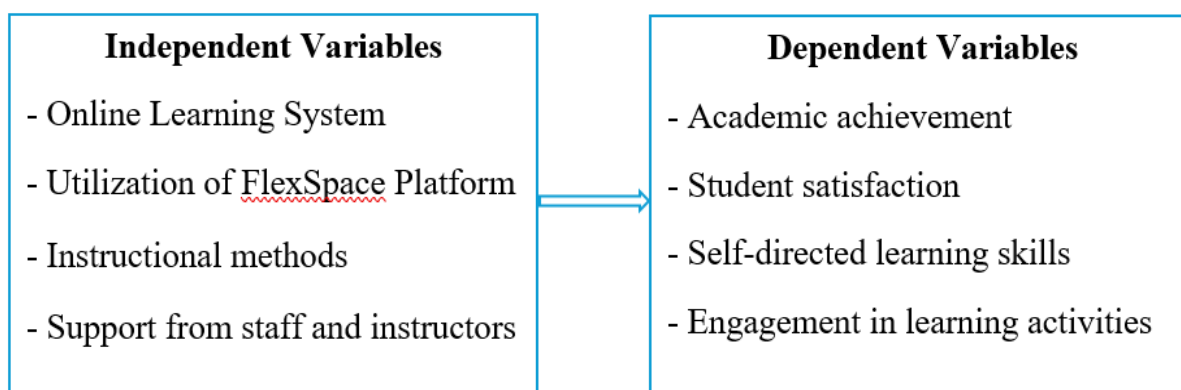 Independent Variables
- Online Learning System
- Utilization of FlexSpace Platform
- Instructional methods
- Support from staff and instructors
Dependent Variables
- Academic achievement
- Student satisfaction
- Self-directed learning skills
- Engagement in learning activities